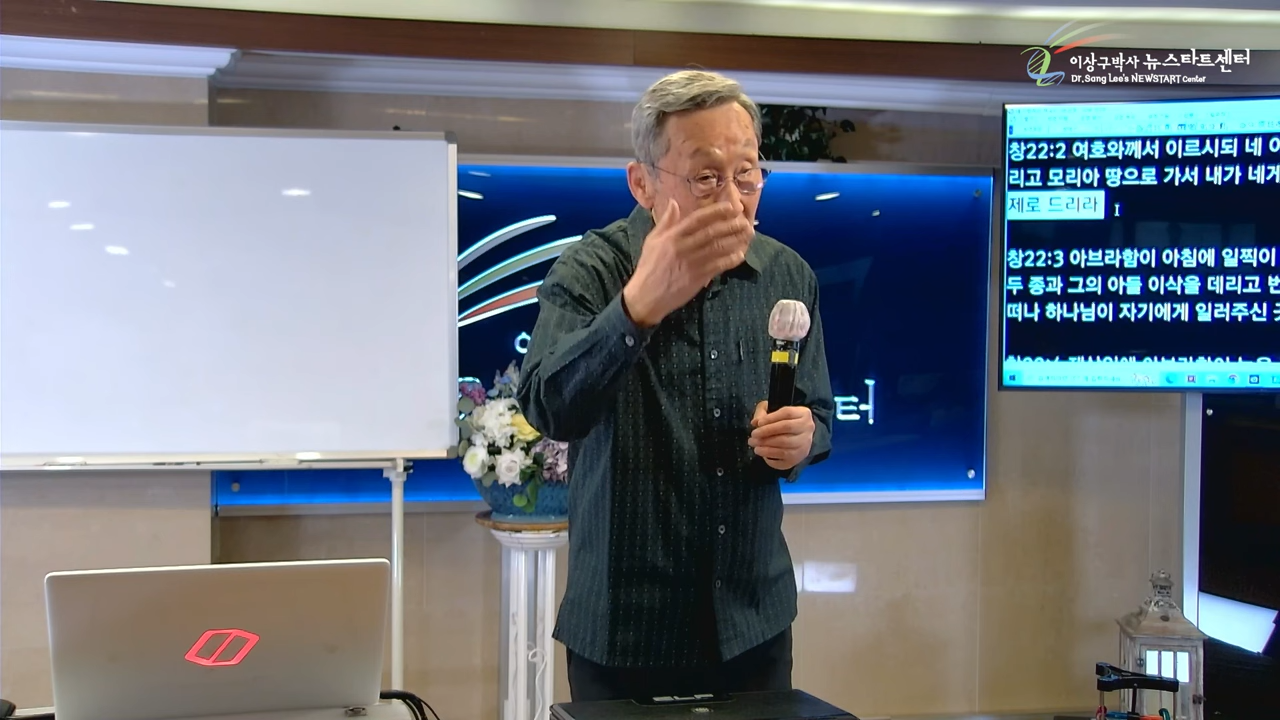 이상구박사 뉴스타트센터
Dr. Sang Lee's NEWSTART Center
창22:2 여호와께서 이르시되 네
리고 모리아 땅으로 가서 내가 네게
제로 드리라
창22:3 아브라함이 아침에 일찍이
두 종과 그의 아들 이삭을 데리고
떠나 하나님이 자기에게 일러주신
터
ELF